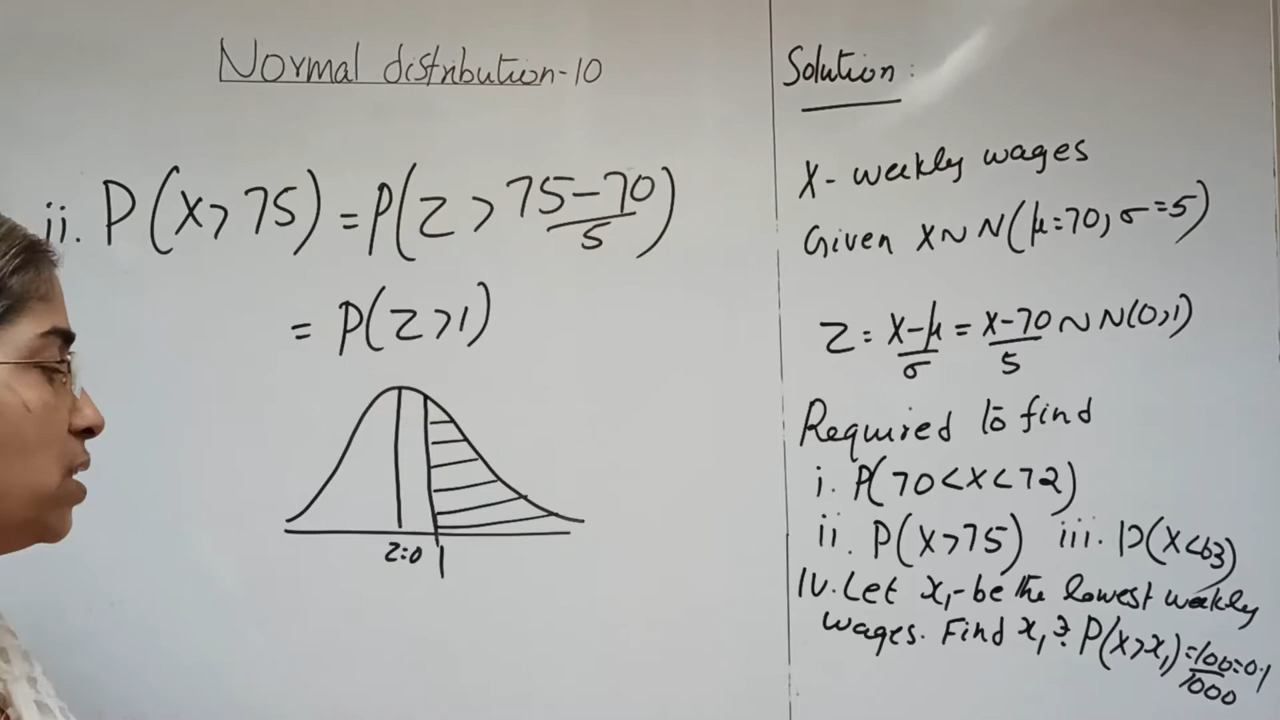 Normal distribution-10
ii. P(X>75) = P(Z > 75-70/5)
= P(Z>1)
Z=0 1
Solution:
X- weekly wages
Given X~N(μ=70, σ=5)
Z = X-μ/σ = X-70/5 ~ N(0,1)
Required to find
i. P(70<X<72)
ii. P(X>75) iii. P(X<63)
IV. Let x₁- be the lowest weekly
wages. Find x₁ ∋ P(X>x₁) = 100/1000 = 0.1